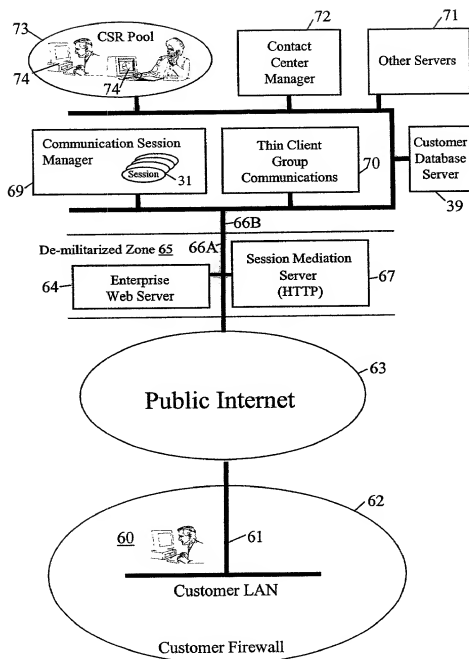 73
CSR Pool
74
74
72
Contact
Center
Manager
71
Other Servers
Communication Session
Manager
Session
69
31
Thin Client
Group
Communications
70
Customer
Database
Server
39
66B
De-militarized Zone 65
66A
64
Enterprise
Web Server
Session Mediation
Server
(HTTP)
67
63
Public Internet
62
60
61
Customer LAN
Customer Firewall